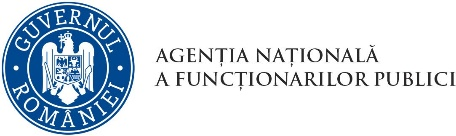 GUVERNUL
ROMÂNIEI
AGENȚIA NAȚIONALĂ
A FUNCȚIONARILOR PUBLICI